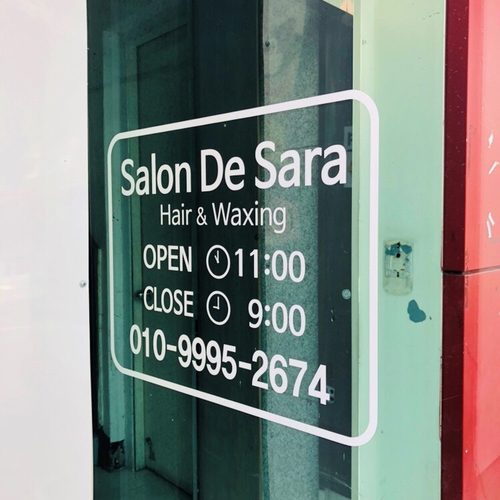 Salon De Sara
Hair & Waxing
OPEN 11:00
CLOSE 9:00
010-9995-2674